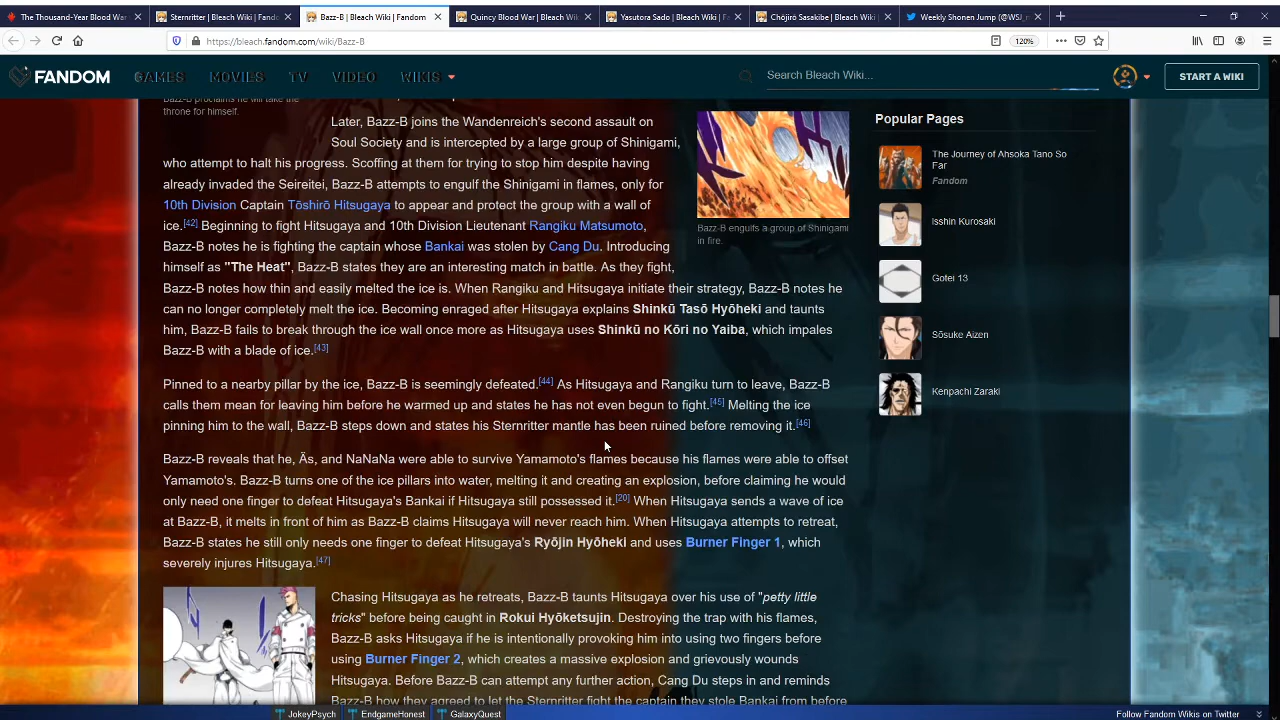 The Thousand-Year Blood War
Sternritter | Bleach Wiki | Fando
Bazz-B | Bleach Wiki | Fandom
Quincy Blood War | Bleach Wiki
Yasutora Sado | Bleach Wiki | F
Chōjirō Sasakibe | Bleach Wiki
Weekly Shonen Jump (@WSJ_
https://bleach.fandom.com/wiki/Bazz-B
120%
FANDOM
GAMES
MOVIES
TV
VIDEO
WIKIS
Search Bleach Wiki...
START A WIKI
Bazz-B proclaims he will take the
throne for himself.
Later, Bazz-B joins the Wandenreich's second assault on
Soul Society and is intercepted by a large group of Shinigami,
who attempt to halt his progress. Scoffing at them for trying to stop him despite having
already invaded the Seireitei, Bazz-B attempts to engulf the Shinigami in flames, only for
10th Division Captain Tōshirō Hitsugaya to appear and protect the group with a wall of
ice.[42] Beginning to fight Hitsugaya and 10th Division Lieutenant Rangiku Matsumoto,
Bazz-B notes he is fighting the captain whose Bankai was stolen by Cang Du. Introducing
himself as "The Heat", Bazz-B states they are an interesting match in battle. As they fight,
Bazz-B notes how thin and easily melted the ice is. When Rangiku and Hitsugaya initiate their strategy, Bazz-B notes he
can no longer completely melt the ice. Becoming enraged after Hitsugaya explains Shinkū Tasō Hyōheki and taunts
him, Bazz-B fails to break through the ice wall once more as Hitsugaya uses Shinkū no Kōri no Yaiba, which impales
Bazz-B with a blade of ice.[43]
Bazz-B engulfs a group of Shinigami
in fire.
Pinned to a nearby pillar by the ice, Bazz-B is seemingly defeated.[44] As Hitsugaya and Rangiku turn to leave, Bazz-B
calls them mean for leaving him before he warmed up and states he has not even begun to fight.[45] Melting the ice
pinning him to the wall, Bazz-B steps down and states his Sternritter mantle has been ruined before removing it.[46]
Bazz-B reveals that he, Äs, and NaNaNa were able to survive Yamamoto's flames because his flames were able to offset
Yamamoto's. Bazz-B turns one of the ice pillars into water, melting it and creating an explosion, before claiming he would
only need one finger to defeat Hitsugaya's Bankai if Hitsugaya still possessed it.[20] When Hitsugaya sends a wave of ice
at Bazz-B, it melts in front of him as Bazz-B claims Hitsugaya will never reach him. When Hitsugaya attempts to retreat,
Bazz-B states he still only needs one finger to defeat Hitsugaya's Ryōjin Hyōheki and uses Burner Finger 1, which
severely injures Hitsugaya.[47]
Chasing Hitsugaya as he retreats, Bazz-B taunts Hitsugaya over his use of "petty little
tricks" before being caught in Rokui Hyōketsujin. Destroying the trap with his flames,
Bazz-B asks Hitsugaya if he is intentionally provoking him into using two fingers before
using Burner Finger 2, which creates a massive explosion and grievously wounds
Hitsugaya. Before Bazz-B can attempt any further action, Cang Du steps in and reminds
Bazz-B how they agreed to let the Sternritter fight the captain they stole Bankai from before
Popular Pages
The Journey of Ahsoka Tano So
Far
Fandom
Isshin Kurosaki
Gotei 13
Sōsuke Aizen
Kenpachi Zaraki
JokeyPsych
EndgameHonest
GalaxyQuest
Follow Fandom Wikis on Twitter